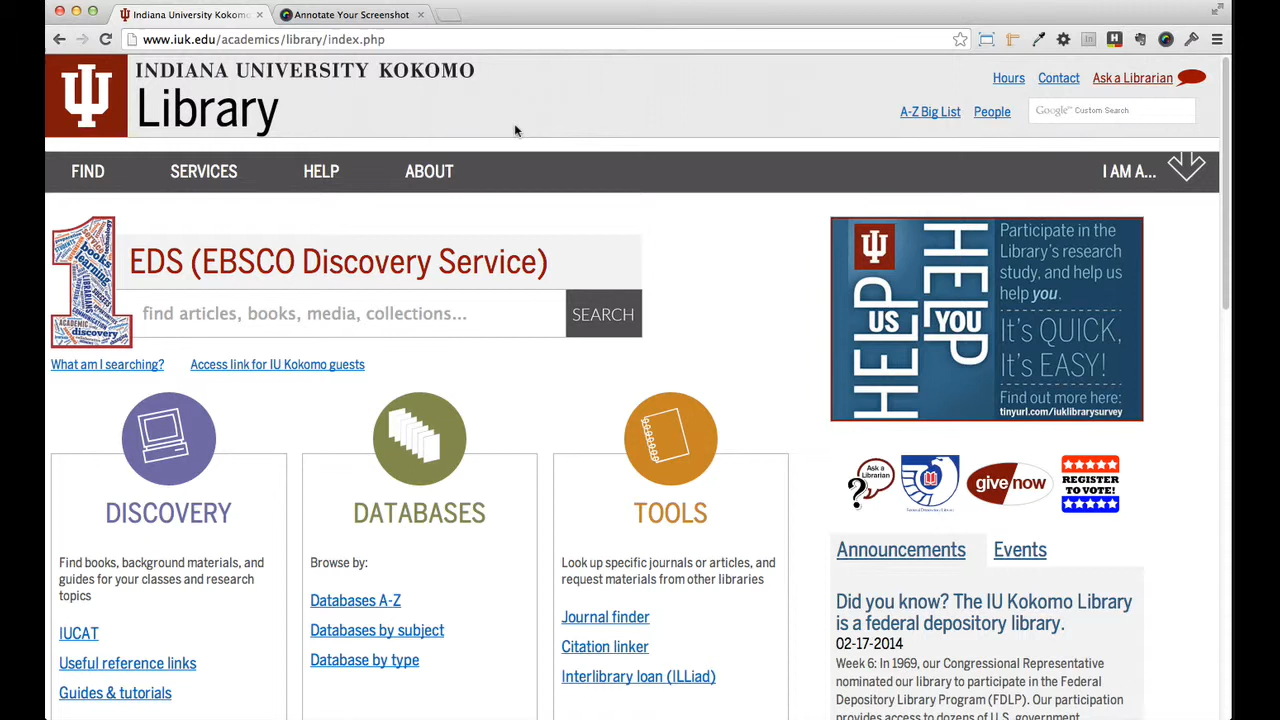 Indiana University Kokomo
Annotate Your Screenshot
www.iuk.edu/academics/library/index.php
INDIANA UNIVERSITY KOKOMO
Library
Hours
Contact
Ask a Librarian
A-Z Big List
People
Google™ Custom Search
FIND
SERVICES
HELP
ABOUT
I AM A...
EDS (EBSCO Discovery Service)
find articles, books, media, collections...
SEARCH
What am I searching?
Access link for IU Kokomo guests
books
learning
ACADEMIC
discovery
HELP US
HELP YOU
Participate in the
Library's research
study, and help us
help you.
It's QUICK,
It's EASY!
Find out more here:
tinyurl.com/iuklibrarysurvey
Ask a
Librarian
give now
REGISTER
TO VOTE!
DISCOVERY
Find books, background materials, and
guides for your classes and research
topics
IUCAT
Useful reference links
Guides & tutorials
DATABASES
Browse by:
Databases A-Z
Databases by subject
Database by type
TOOLS
Look up specific journals or articles, and
request materials from other libraries
Journal finder
Citation linker
Interlibrary loan (ILLiad)
Announcements
Events
Did you know? The IU Kokomo Library
is a federal depository library.
02-17-2014
Week 6: In 1969, our Congressional Representative
nominated our library to participate in the Federal
Depository Library Program (FDLP). Our participation
provides access to dozens of U.S. government